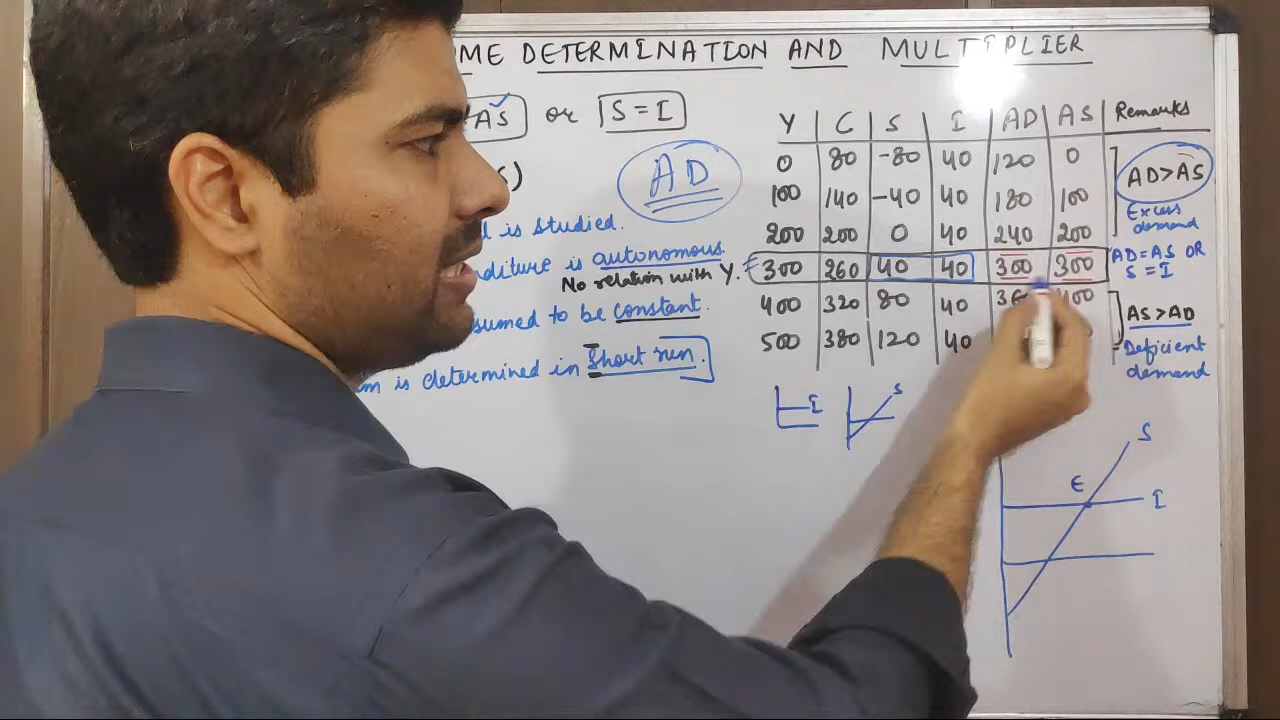 ME DETERMINATION AND MULTIPLIER
AS or S = I
AD
d is studied.
nditure is autonomous.
No relation with Y.
sumed to be constant.
m is determined in short run.
Y C S I AD AS Remarks
0 80 -80 40 120 0
100 140 -40 40 180 100
200 200 0 40 240 200
E 300 260 40 40 300 300
400 320 80 40
500 380 120 40
AD>AS
Excess
demand
AD=AS OR
S = I
AS>AD
Deficient
demand
I
S
S
E
I